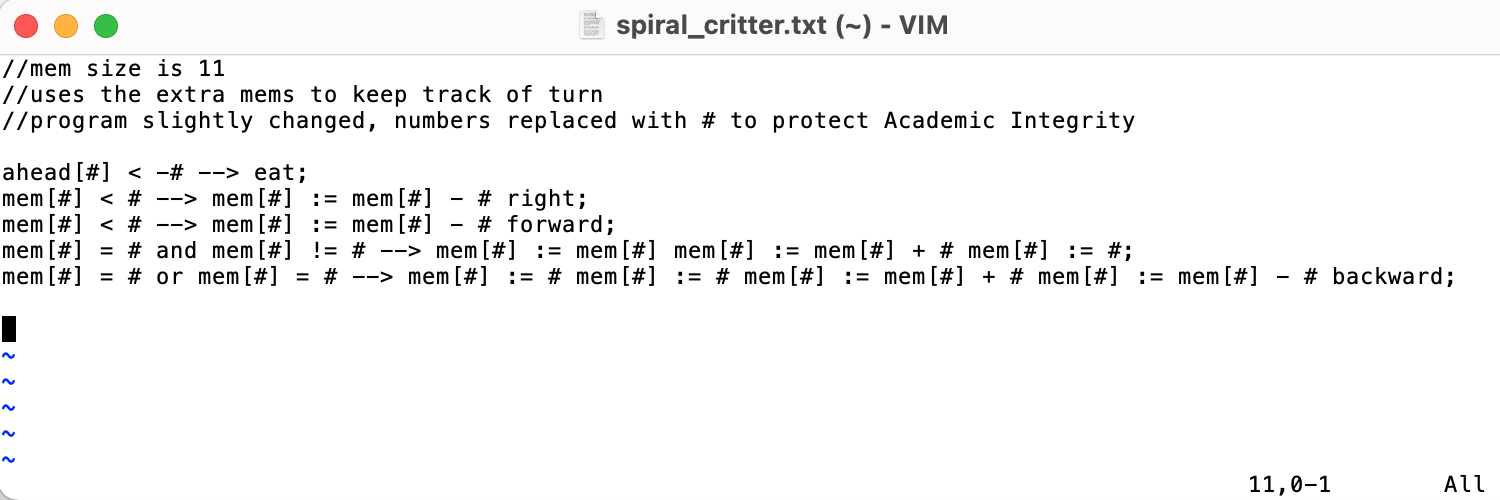 spiral_critter.txt (~) - VIM
//mem size is 11
//uses the extra mems to keep track of turn
//program slightly changed, numbers replaced with # to protect Academic Integrity
ahead[#] < -# --> eat;
mem[#] < # --> mem[#] := mem[#] - # right;
mem[#] < # --> mem[#] := mem[#] - # forward;
mem[#] = # and mem[#] != # --> mem[#] := mem[#] mem[#] := mem[#] + # mem[#] := #;
mem[#] = # or mem[#] = # --> mem[#] := # mem[#] := # mem[#] := mem[#] + # mem[#] := mem[#] - # backward;
~
~
~
~
~
11,0-1 All